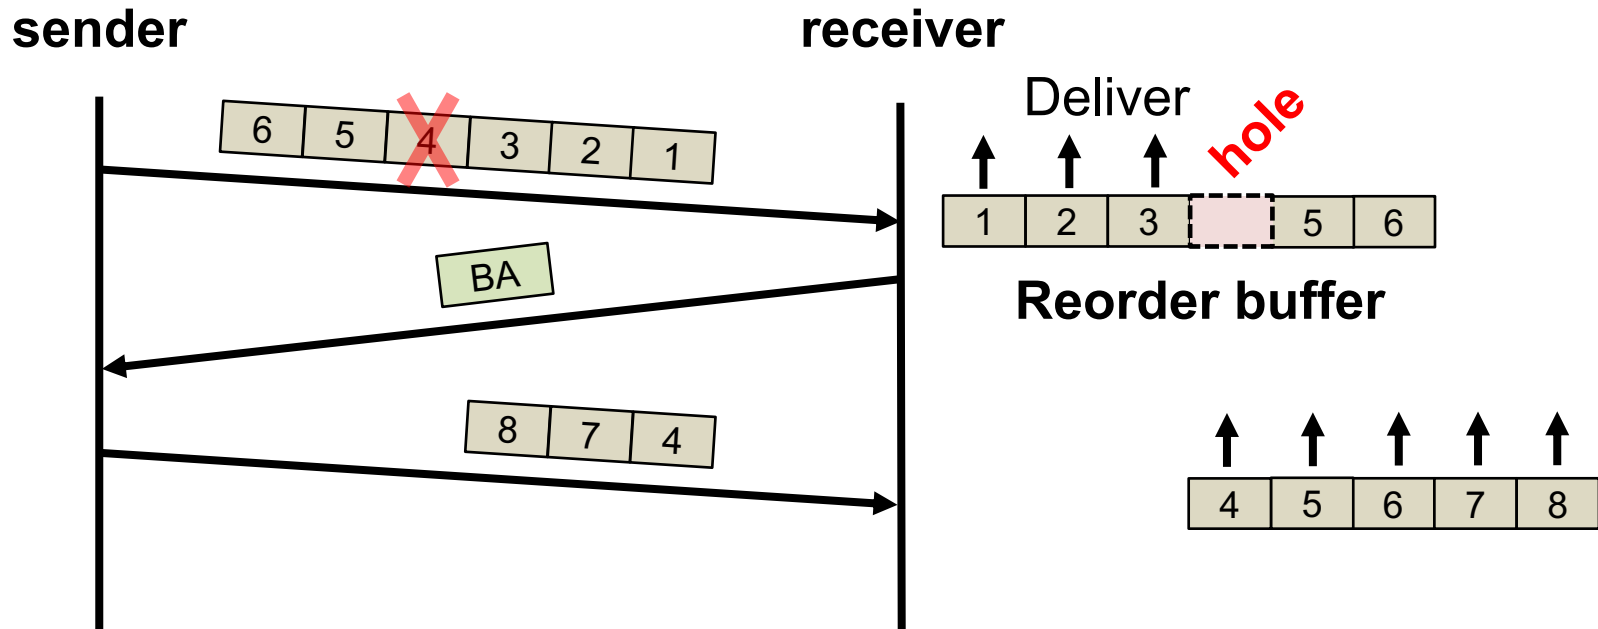 sender
receiver
Deliver
hole
6 5 4 3 2 1
1 2 3 5 6
BA
Reorder buffer
8 7 4
4 5 6 7 8